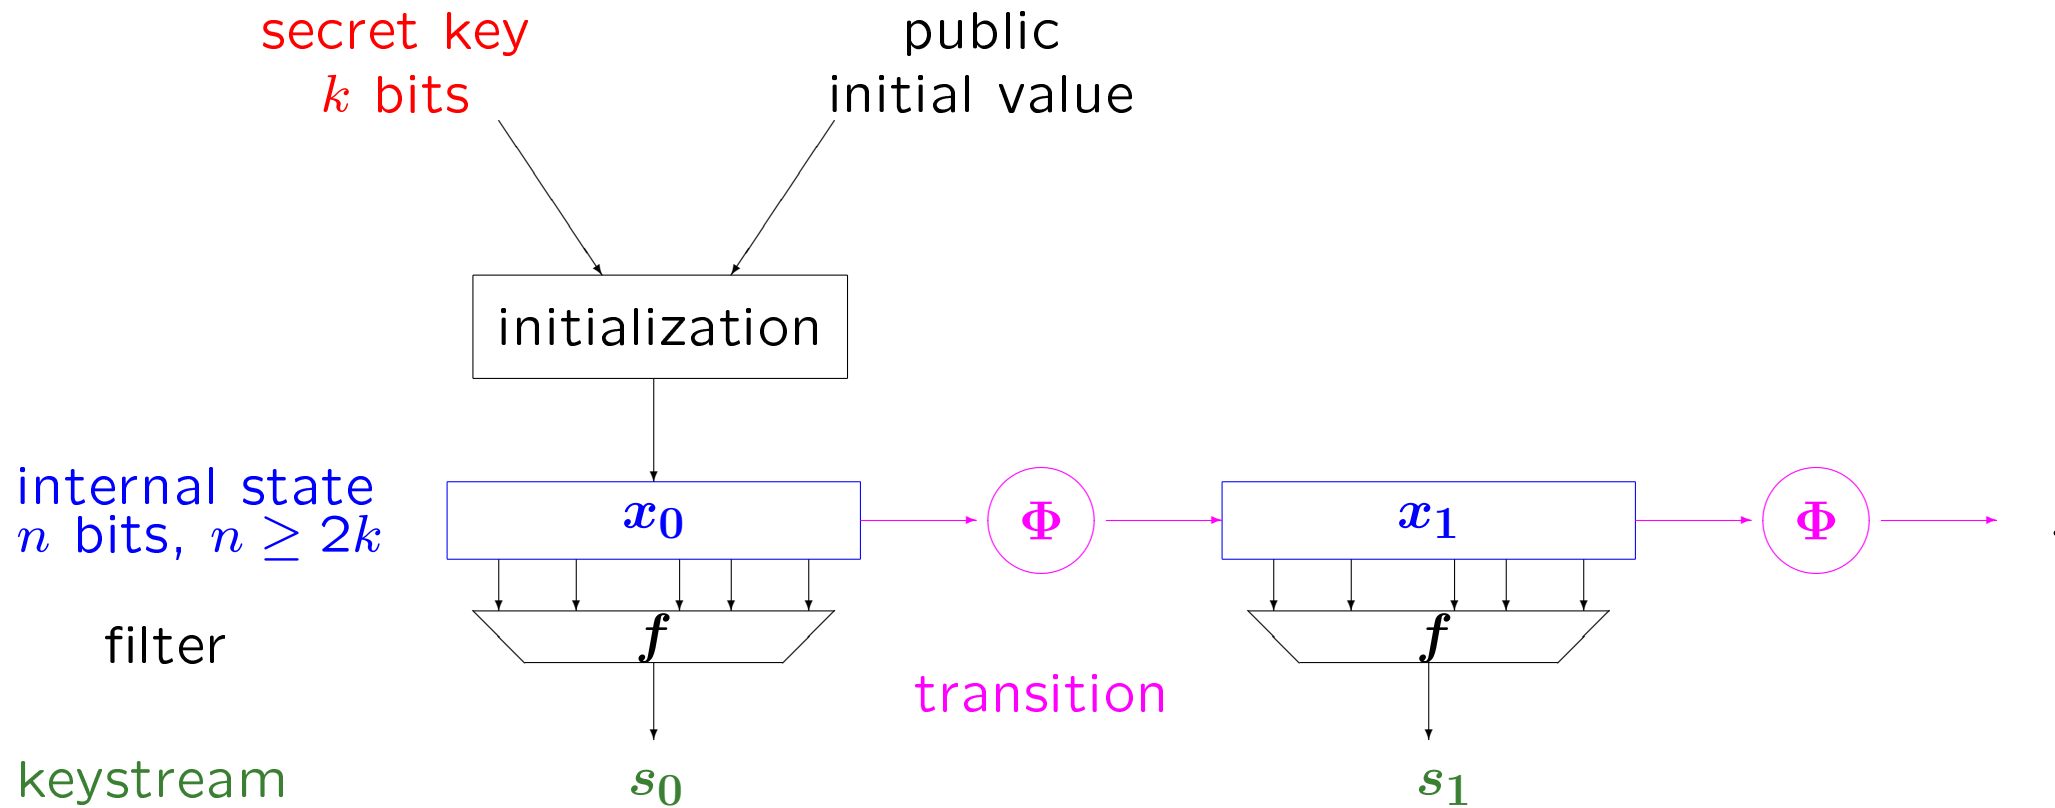 secret key
k bits
public
initial value
initialization
internal state
n bits, n ≥ 2k
x₀
Φ
x₁
Φ
filter
f
f
transition
keystream
s₀
s₁